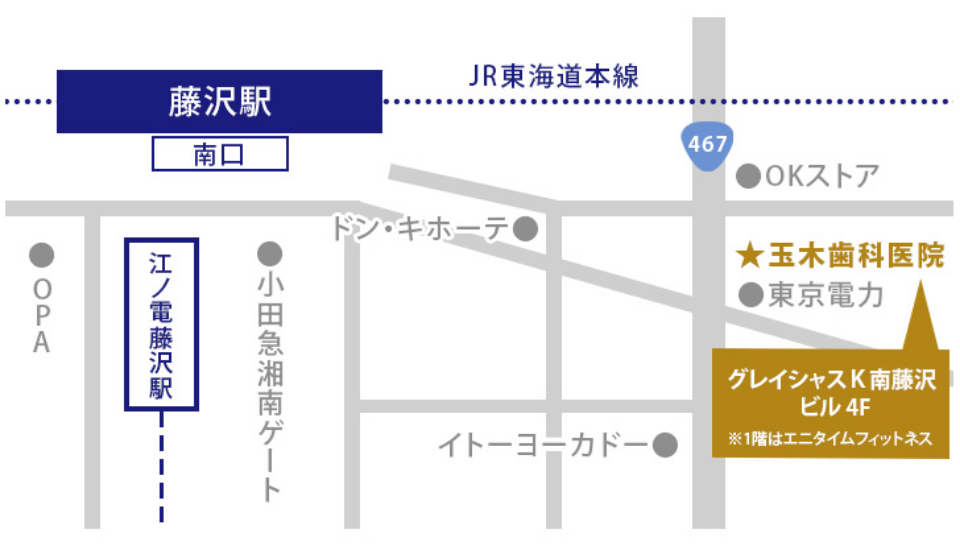 JR東海道本線
藤沢駅
南口
467
●OKストア
ドン・キホーテ●
★玉木歯科医院
●東京電力
●OPA
江ノ電藤沢駅
●小田急湘南ゲート
グレイシャスK南藤沢
ビル 4F
※1階はエニタイムフィットネス
イトーヨーカドー●